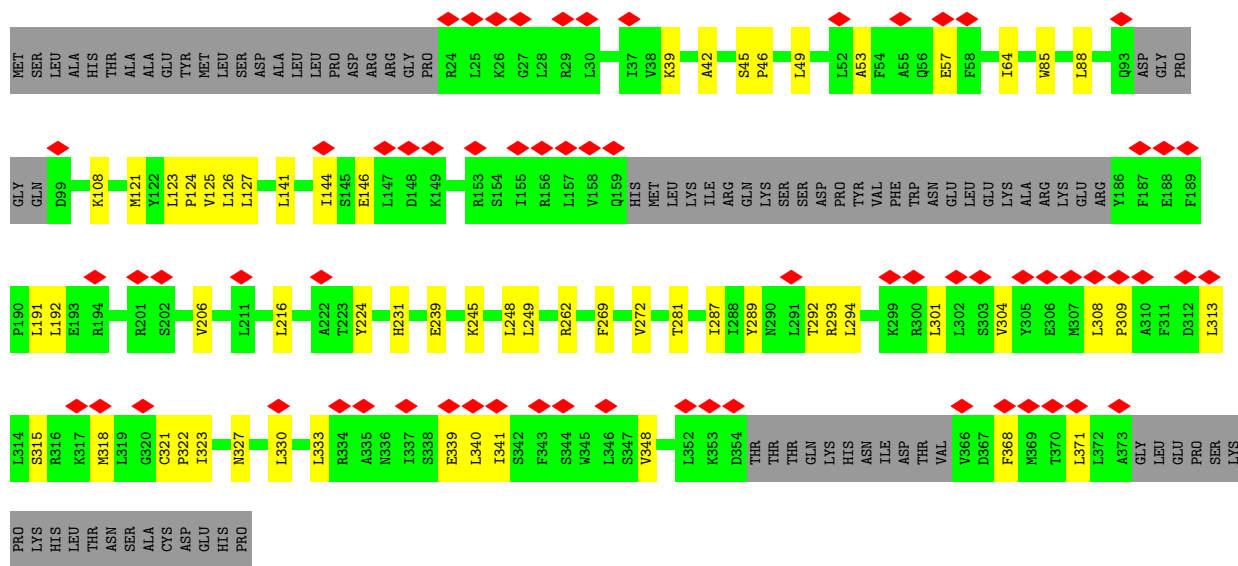 MET SER LEU ALA HIS THR ALA ALA GLU TYR MET LEU SER ASP ALA LEU LEU PRO ASP ARG ARG GLY PRO R24 L25 K26 G27 L28 R29 L30 I37 V38 K39 A42 S45 P46 L49 L52 A53 F54 A55 Q56 E57 F58 I64 W85 L88 Q93 ASP GLY PRO
GLY GLN D99 K108 M121 Y122 L123 P124 V125 L126 L127 L141 I144 S145 E146 L147 D148 K149 R153 S154 I155 R156 L157 V158 Q159 HIS MET LEU LYS ILE ARG GLN LYS SER SER ASP PRO TYR VAL PHE TRP ASN GLU LEU GLU LYS ALA ARG LYS GLU ARG Y186 F187 E188 F189
P190 L191 L192 E193 R194 R201 S202 V206 L211 L216 A222 T223 Y224 H231 E239 K245 L248 L249 R262 F269 V272 T281 I287 I288 Y289 N290 L291 T292 R293 L294 K299 R300 L301 L302 S303 V304 Y305 E306 M307 L308 P309 A310 F311 D312 L313
L314 S315 R316 K317 M318 L319 G320 C321 P322 I323 N327 L330 L333 R334 A335 N336 I337 S338 E339 L340 I341 S342 F343 S344 W345 L346 S347 V348 L352 K353 D354 THR THR THR GLN LYS HIS ASN ILE ASP THR VAL V366 D367 F368 M369 T370 L371 L372 A373 GLY LEU GLU PRO SER LYS
PRO LYS HIS LEU THR ASN SER ALA CYS ASP GLU HIS PRO